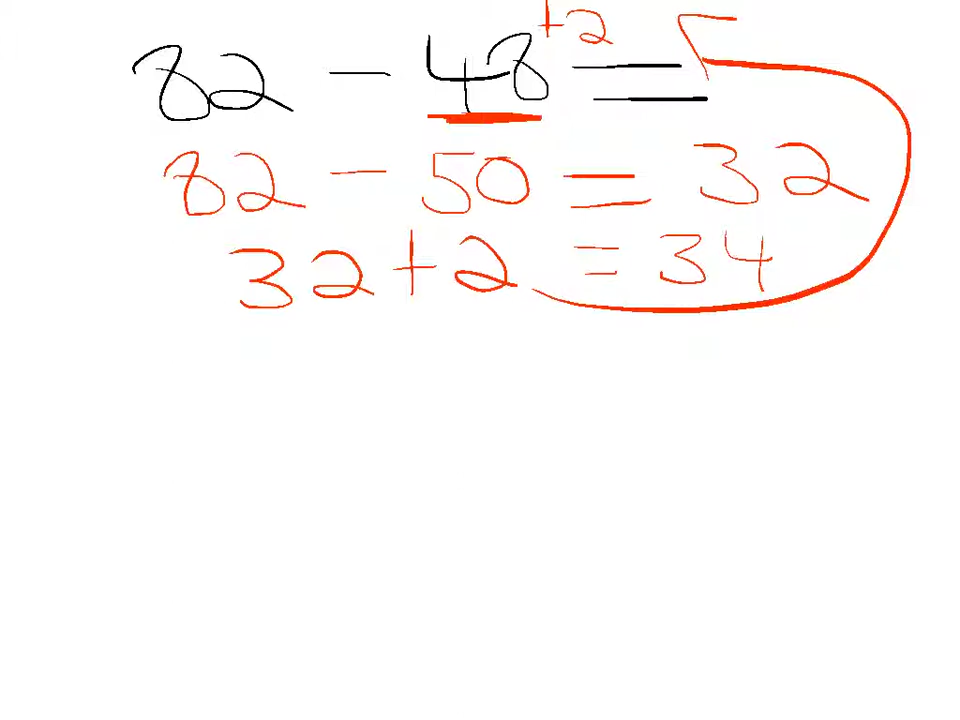 +2
82 - 48 =
82 - 50 = 32
32 + 2 = 34